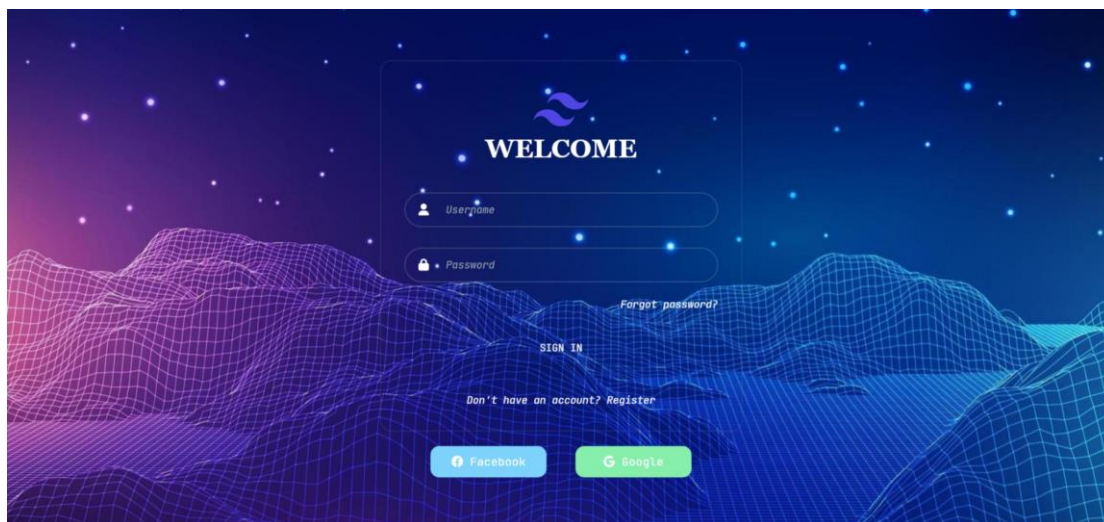 WELCOME
Username
Password
Forgot password?
SIGN IN
Don't have an account? Register
Facebook
Google